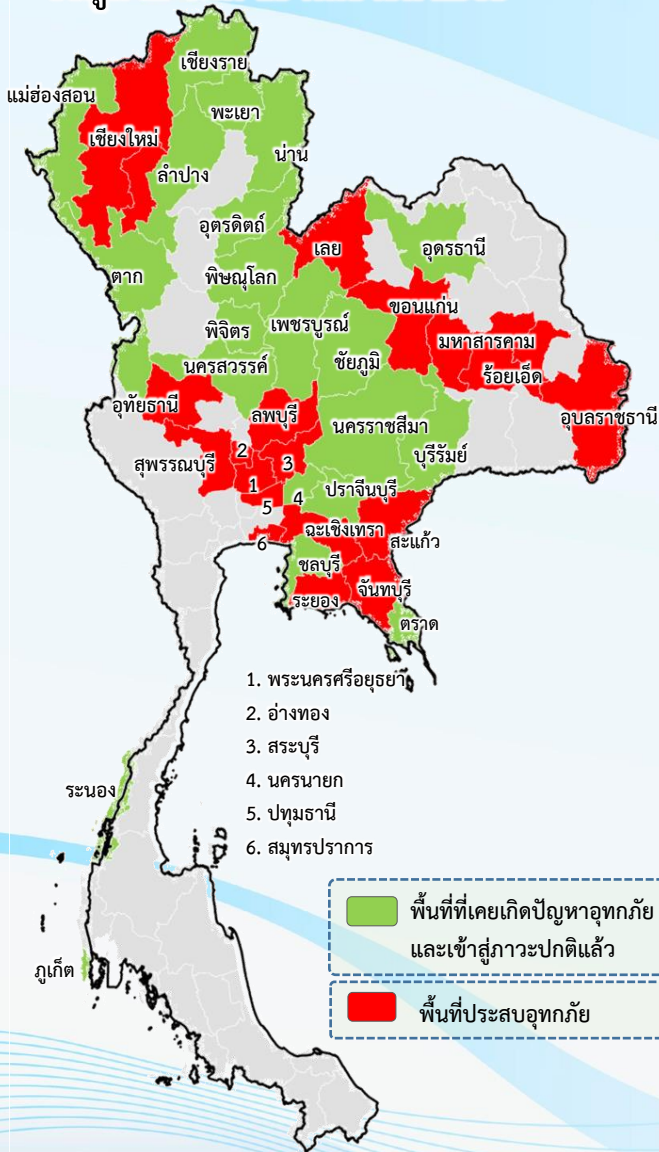 เชียงราย
แม่ฮ่องสอน
พะเยา
เชียงใหม่
น่าน
ลำปาง
อุตรดิตถ์
เลย
อุดรธานี
ตาก
พิษณุโลก
ขอนแก่น
เพชรบูรณ์
พิจิตร
มหาสารคาม
ชัยภูมิ
นครสวรรค์
ร้อยเอ็ด
อุทัยธานี
ลพบุรี
อุบลราชธานี
นครราชสีมา
2
บุรีรัมย์
สุพรรณบุรี
3
1
ปราจีนบุรี
4
5
ฉะเชิงเทรา
6
สะแก้ว
ชลบุรี
จันทบุรี
ระยอง
ตราด
1. พระนครศรีอยุธยา
2. อ่างทอง
3. สระบุรี
4. นครนายก
5. ปทุมธานี
6. สมุทรปราการ
ระนอง
ภูเก็ต
พื้นที่ที่เคยเกิดปัญหาอุทกภัย
และเข้าสู่ภาวะปกติแล้ว
พื้นที่ประสบอุทกภัย